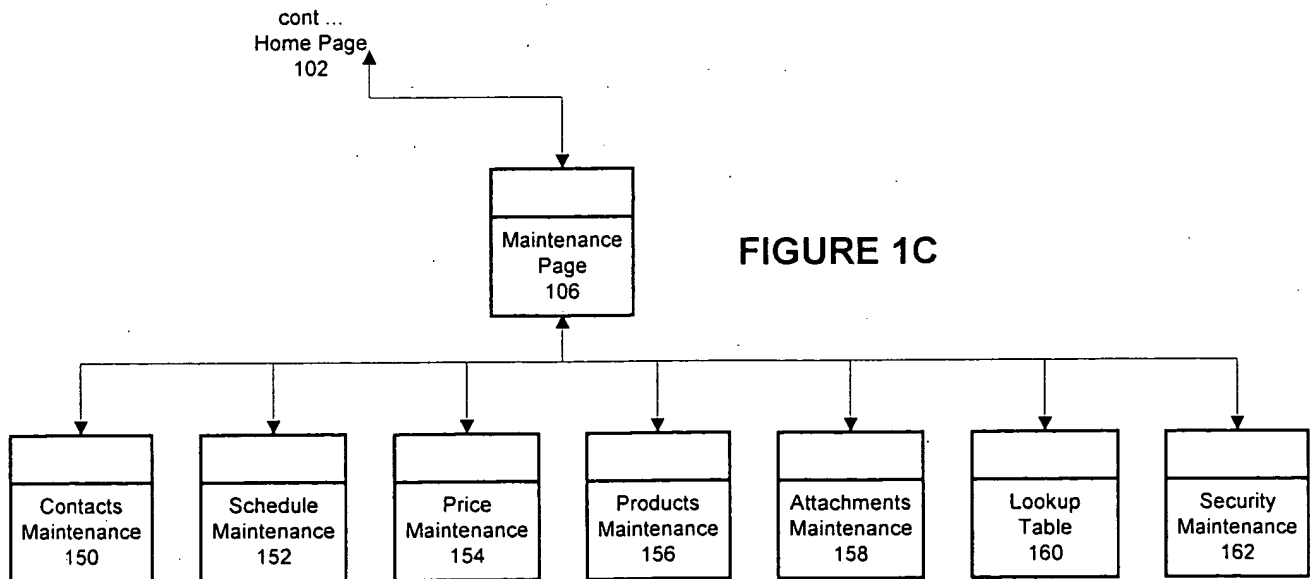 cont ...
Home Page
102
Maintenance
Page
106
FIGURE 1C
Contacts
Maintenance
150
Schedule
Maintenance
152
Price
Maintenance
154
Products
Maintenance
156
Attachments
Maintenance
158
Lookup
Table
160
Security
Maintenance
162